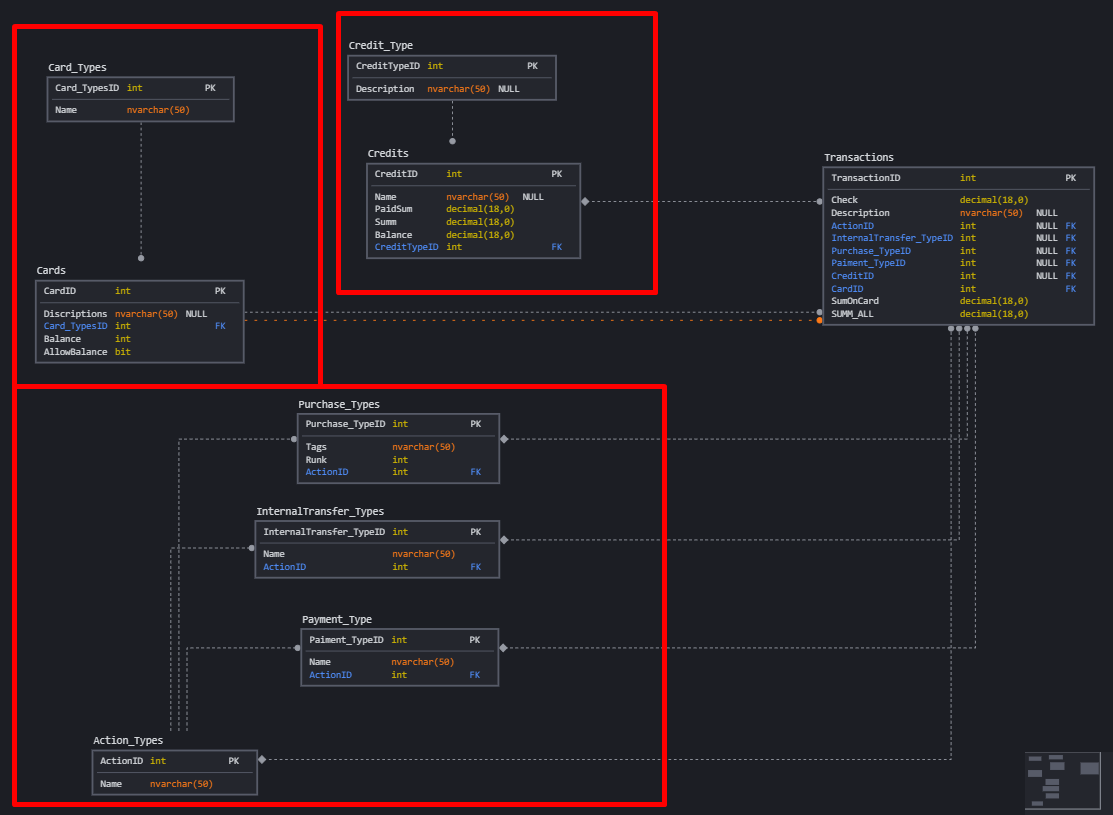 Card_Types
Card_TypesID int PK
Name nvarchar(50)
Credit_Type
CreditTypeID int PK
Description nvarchar(50) NULL
Credits
CreditID int PK
Name nvarchar(50) NULL
PaidSum decimal(18,0)
Summ decimal(18,0)
Balance decimal(18,0)
CreditTypeID int FK
Transactions
TransactionID int PK
Check decimal(18,0)
Description nvarchar(50) NULL
ActionID int NULL FK
InternalTransfer_TypeID int NULL FK
Purchase_TypeID int NULL FK
Paiment_TypeID int NULL FK
CreditID int NULL FK
CardID int FK
SumOnCard decimal(18,0)
SUMM_ALL decimal(18,0)
Cards
CardID int PK
Discriptions nvarchar(50) NULL
Card_TypesID int FK
Balance int
AllowBalance bit
Purchase_Types
Purchase_TypeID int PK
Tags nvarchar(50)
Runk int
ActionID int FK
InternalTransfer_Types
InternalTransfer_TypeID int PK
Name nvarchar(50)
ActionID int FK
Payment_Type
Paiment_TypeID int PK
Name nvarchar(50)
ActionID int FK
Action_Types
ActionID int PK
Name nvarchar(50)